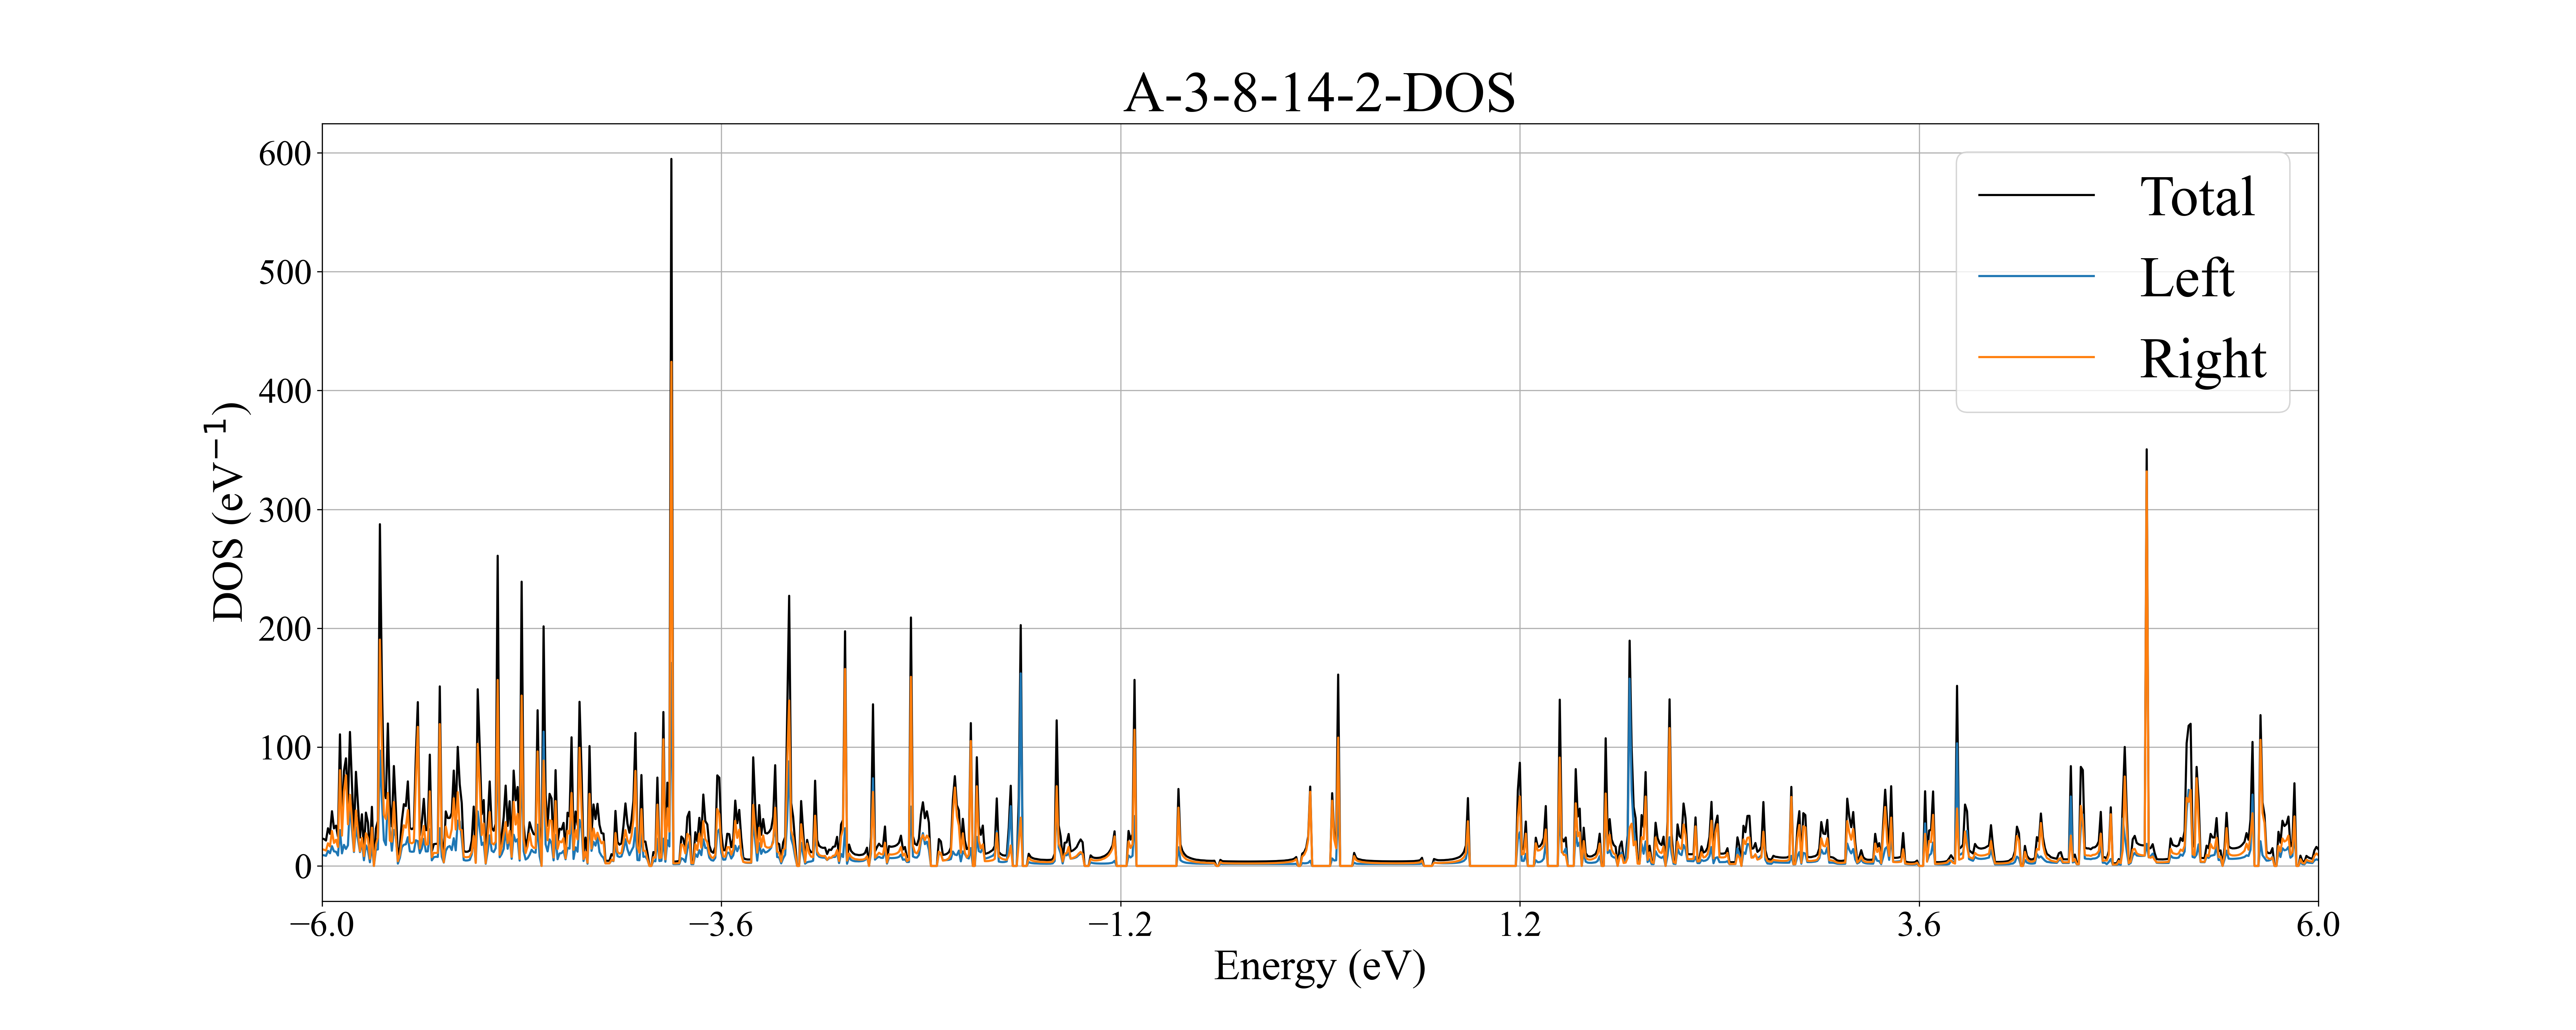 A-3-8-14-2-DOS
DOS (eV⁻¹)
600
500
400
300
200
100
0
Total
Left
Right
−6.0 −3.6 −1.2 1.2 3.6 6.0
Energy (eV)